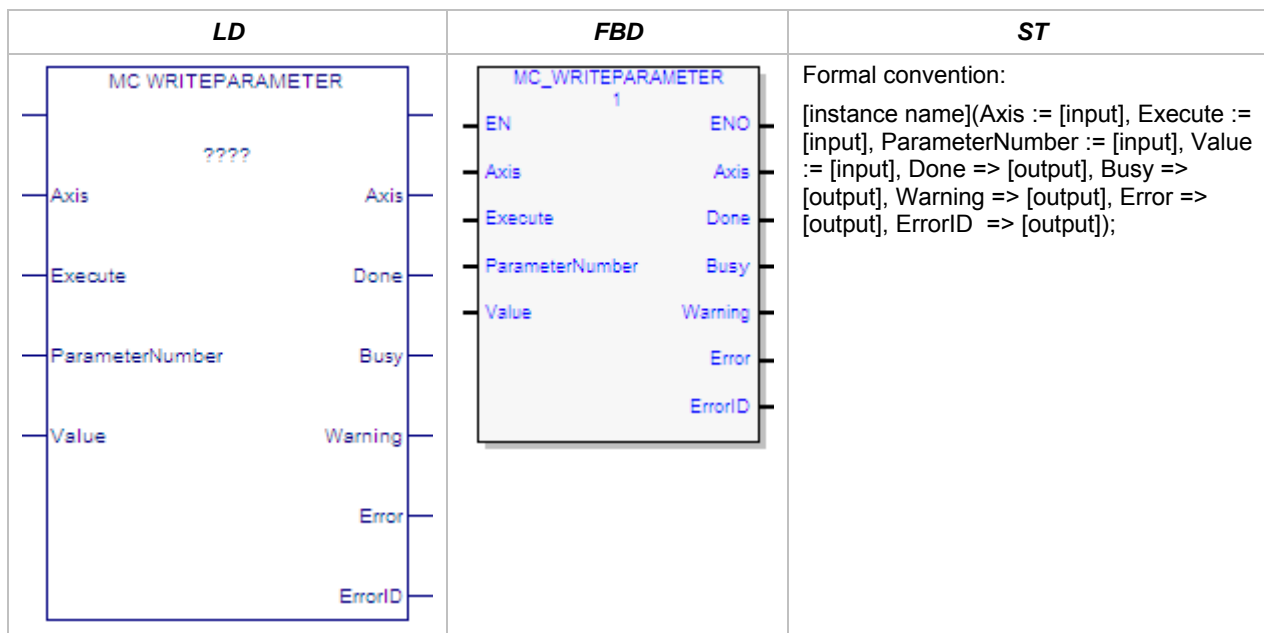 LD
FBD
ST
MC WRITEPARAMETER
????
Axis Axis
Execute Done
ParameterNumber Busy
Value Warning
Error
ErrorID
MC_WRITEPARAMETER
1
EN ENO
Axis Axis
Execute Done
ParameterNumber Busy
Value Warning
Error
ErrorID
Formal convention:
[instance name](Axis := [input], Execute :=
[input], ParameterNumber := [input], Value
:= [input], Done => [output], Busy =>
[output], Warning => [output], Error =>
[output], ErrorID => [output]);